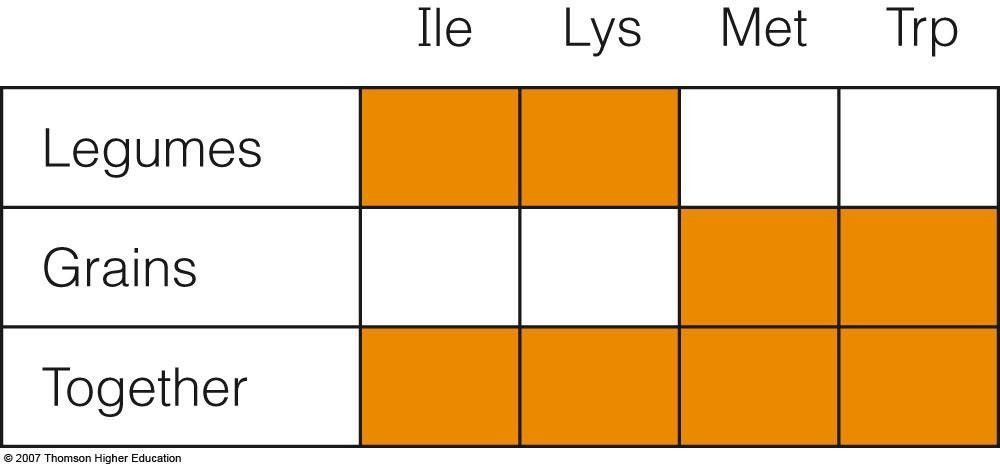 Ile Lys Met Trp
Legumes
Grains
Together
© 2007 Thomson Higher Education